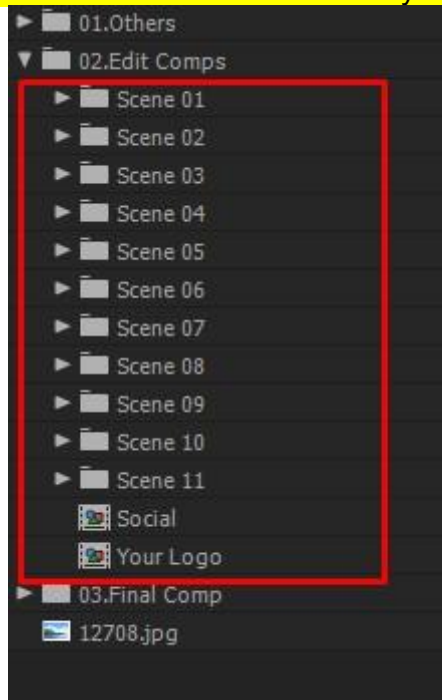 01.Others
02.Edit Comps
Scene 01
Scene 02
Scene 03
Scene 04
Scene 05
Scene 06
Scene 07
Scene 08
Scene 09
Scene 10
Scene 11
Social
Your Logo
03.Final Comp
12708.jpg